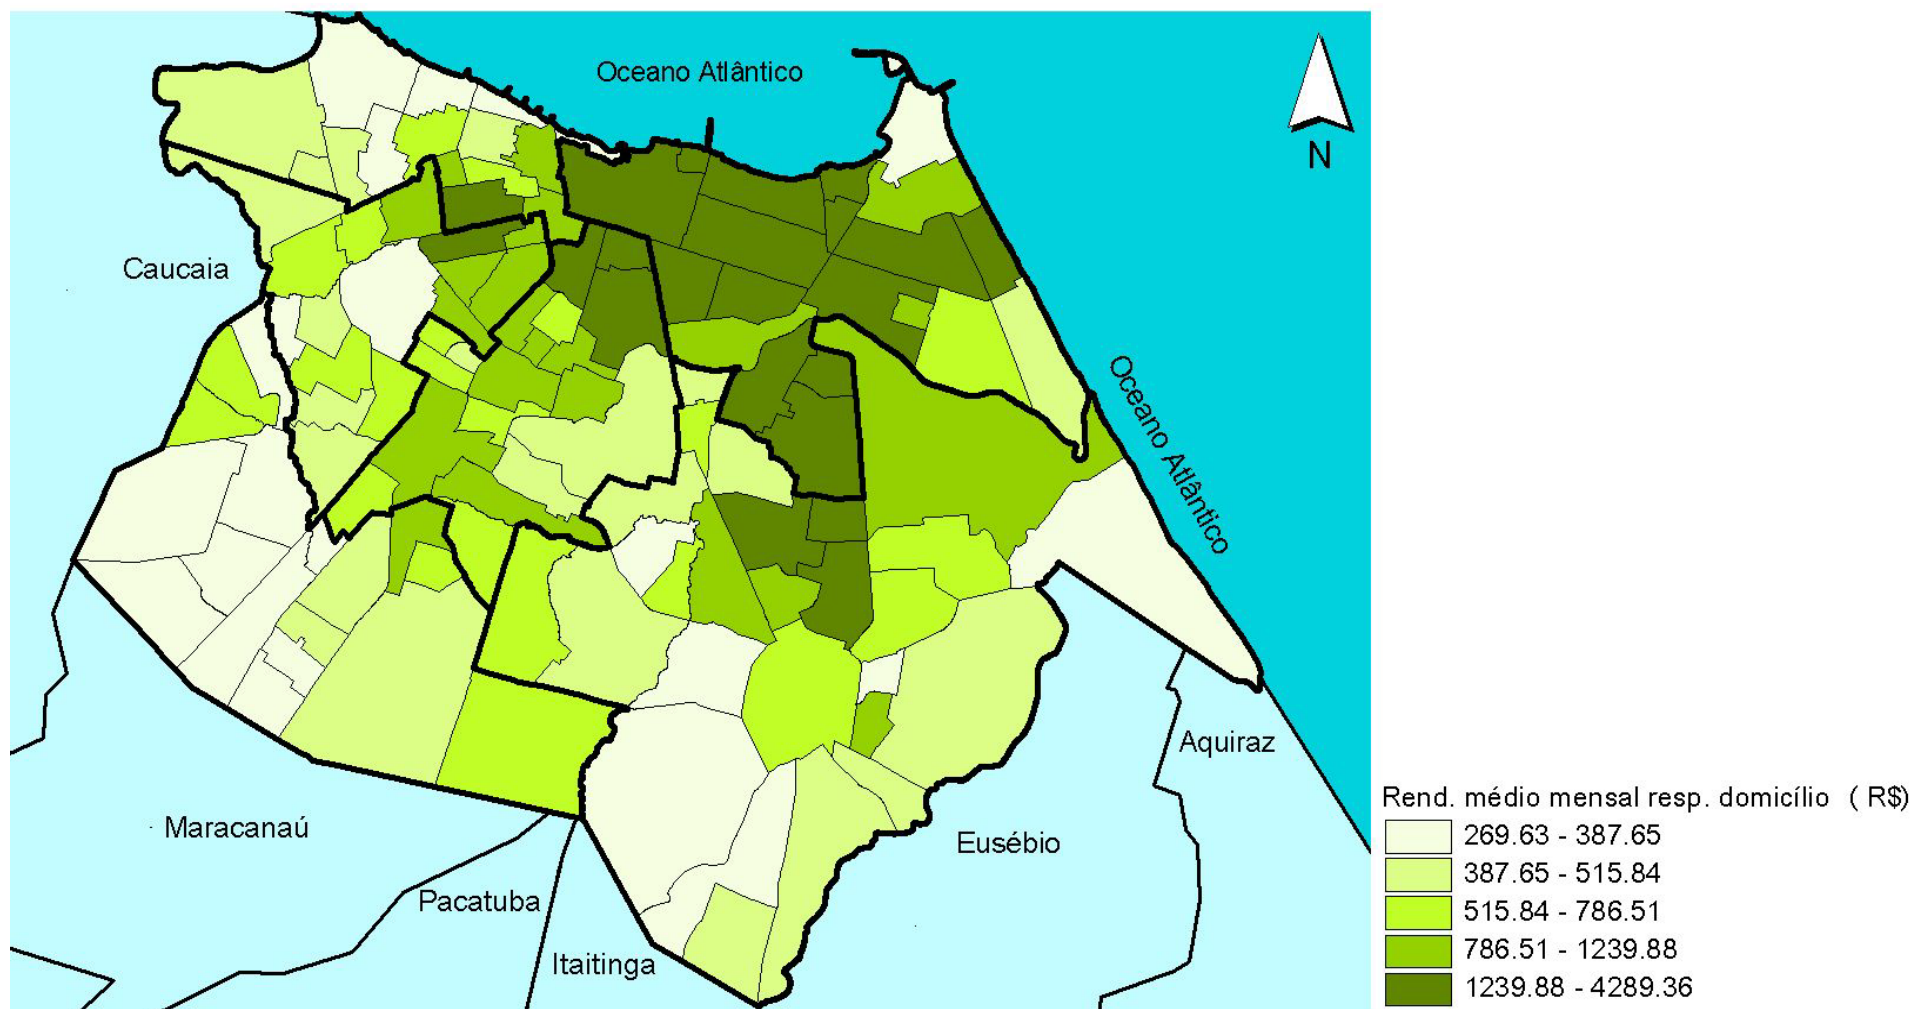 Oceano Atlântico
N
Caucaia
Oceano Atlântico
Aquiraz
Maracanaú
Eusébio
Pacatuba
Itaitinga
Rend. médio mensal resp. domicílio ( R$)
269.63 - 387.65
387.65 - 515.84
515.84 - 786.51
786.51 - 1239.88
1239.88 - 4289.36